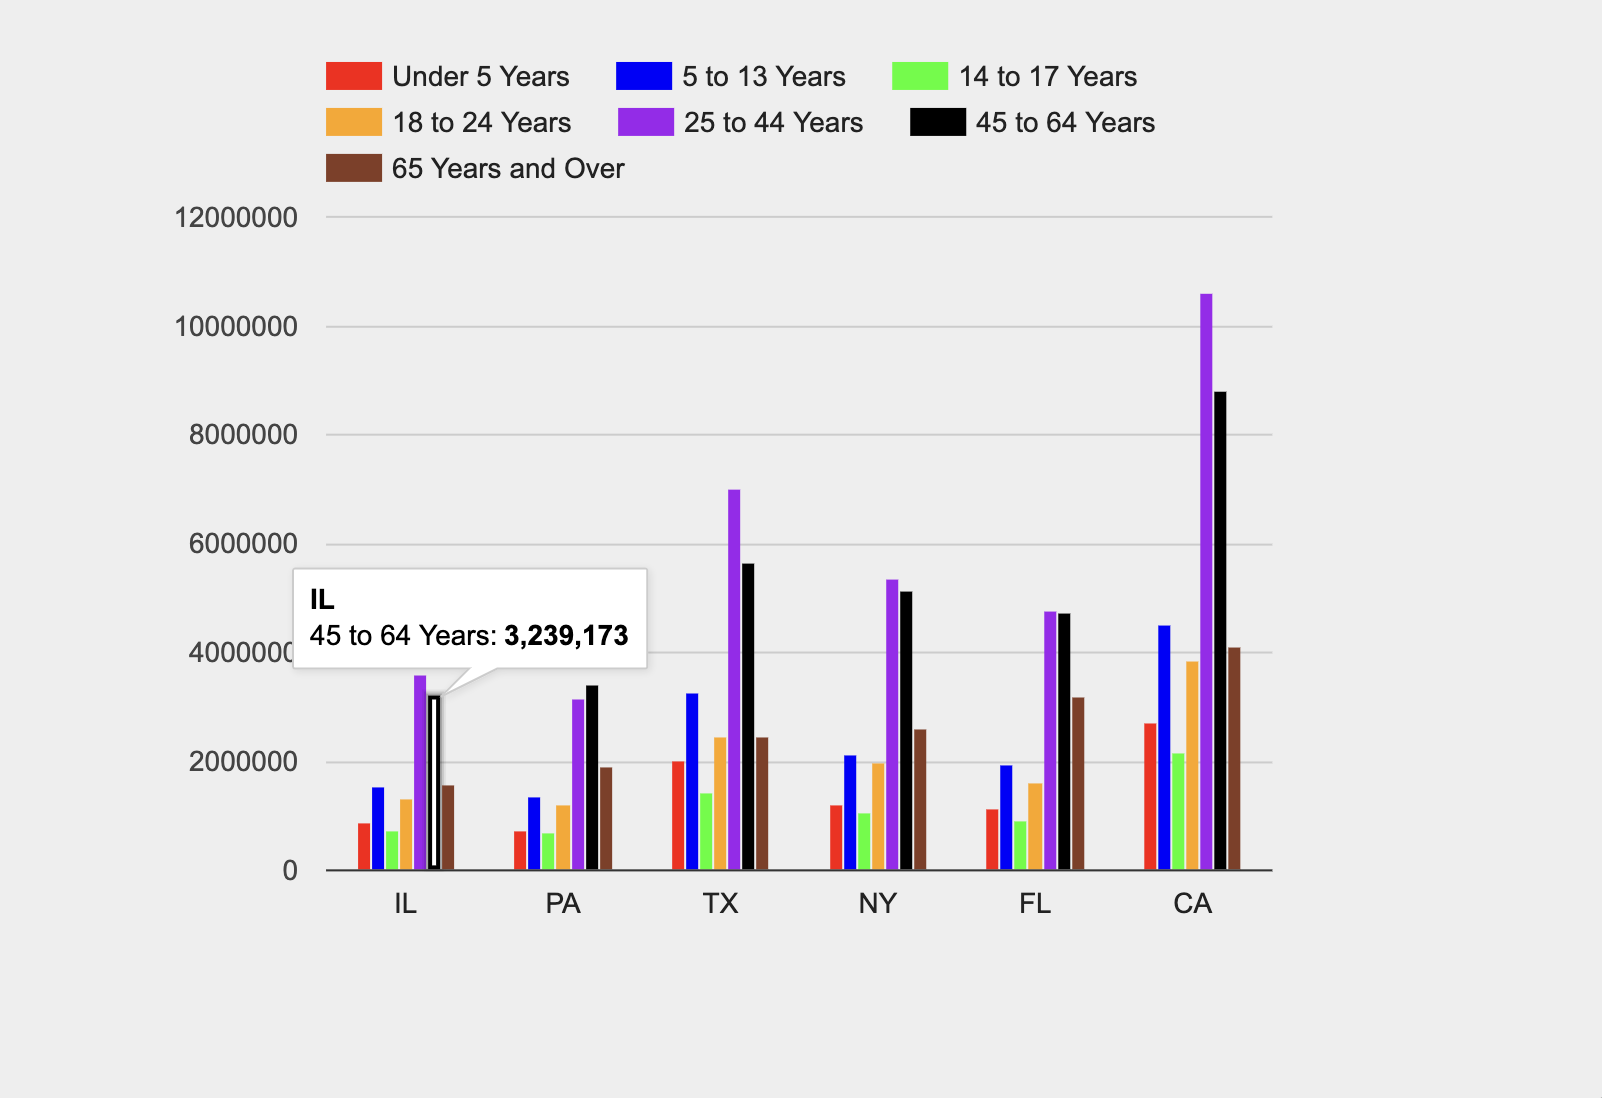 Under 5 Years 5 to 13 Years 14 to 17 Years
18 to 24 Years 25 to 44 Years 45 to 64 Years
65 Years and Over
12000000
10000000
8000000
6000000
IL
45 to 64 Years: 3,239,173
4000000
2000000
0
IL PA TX NY FL CA